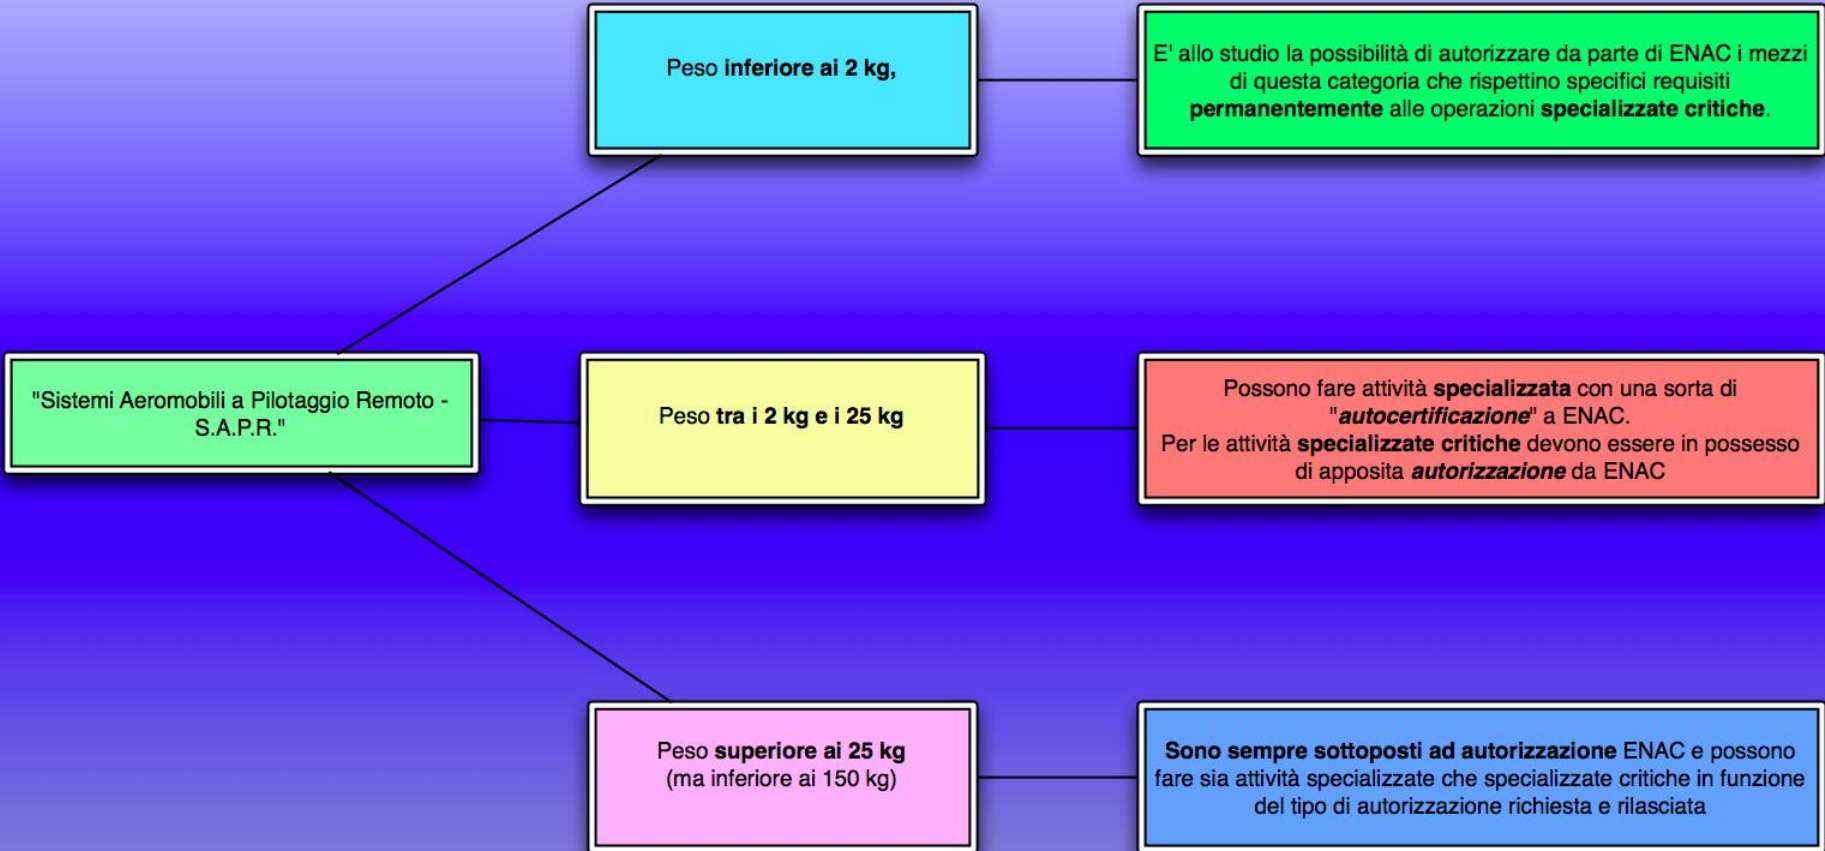 Peso inferiore ai 2 kg,
E' allo studio la possibilità di autorizzare da parte di ENAC i mezzi
di questa categoria che rispettino specifici requisiti
permanentemente alle operazioni specializzate critiche.
"Sistemi Aeromobili a Pilotaggio Remoto -
S.A.P.R."
Peso tra i 2 kg e i 25 kg
Possono fare attività specializzata con una sorta di
"autocertificazione" a ENAC.
Per le attività specializzate critiche devono essere in possesso
di apposita autorizzazione da ENAC
Peso superiore ai 25 kg
(ma inferiore ai 150 kg)
Sono sempre sottoposti ad autorizzazione ENAC e possono
fare sia attività specializzate che specializzate critiche in funzione
del tipo di autorizzazione richiesta e rilasciata